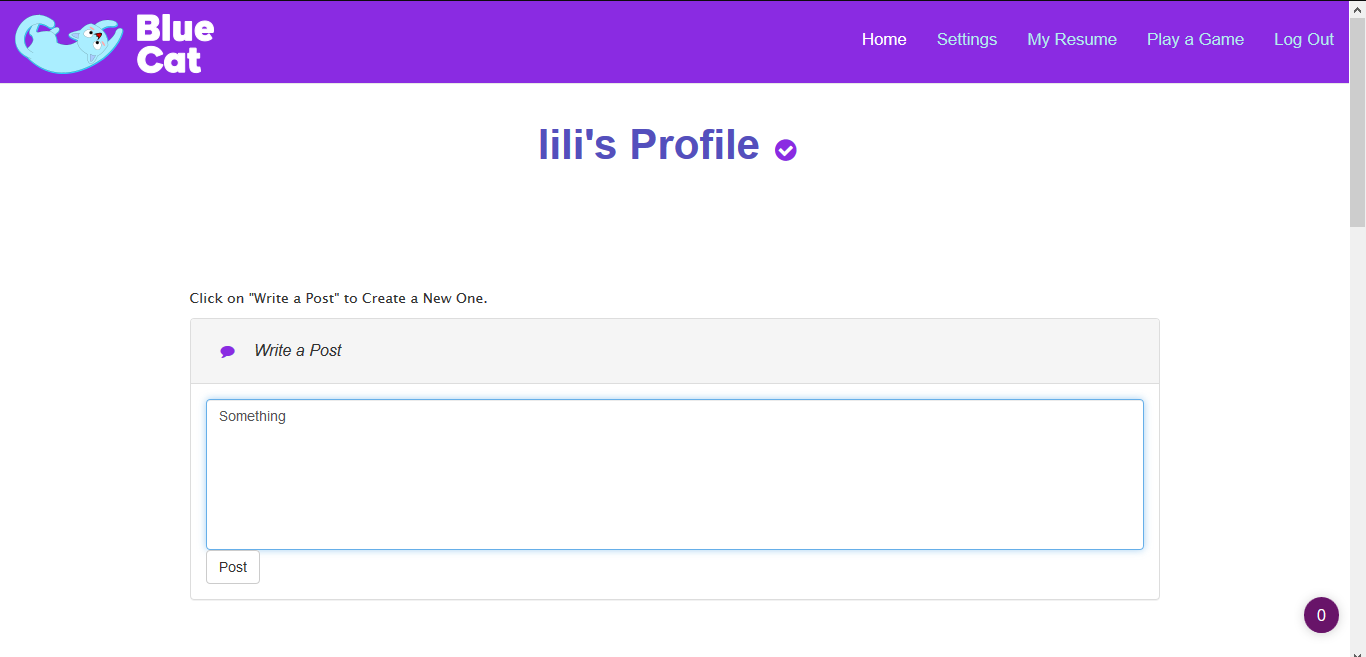 Blue
Cat
Home Settings My Resume Play a Game Log Out
lili's Profile
Click on "Write a Post" to Create a New One.
Write a Post
Something
Post
0